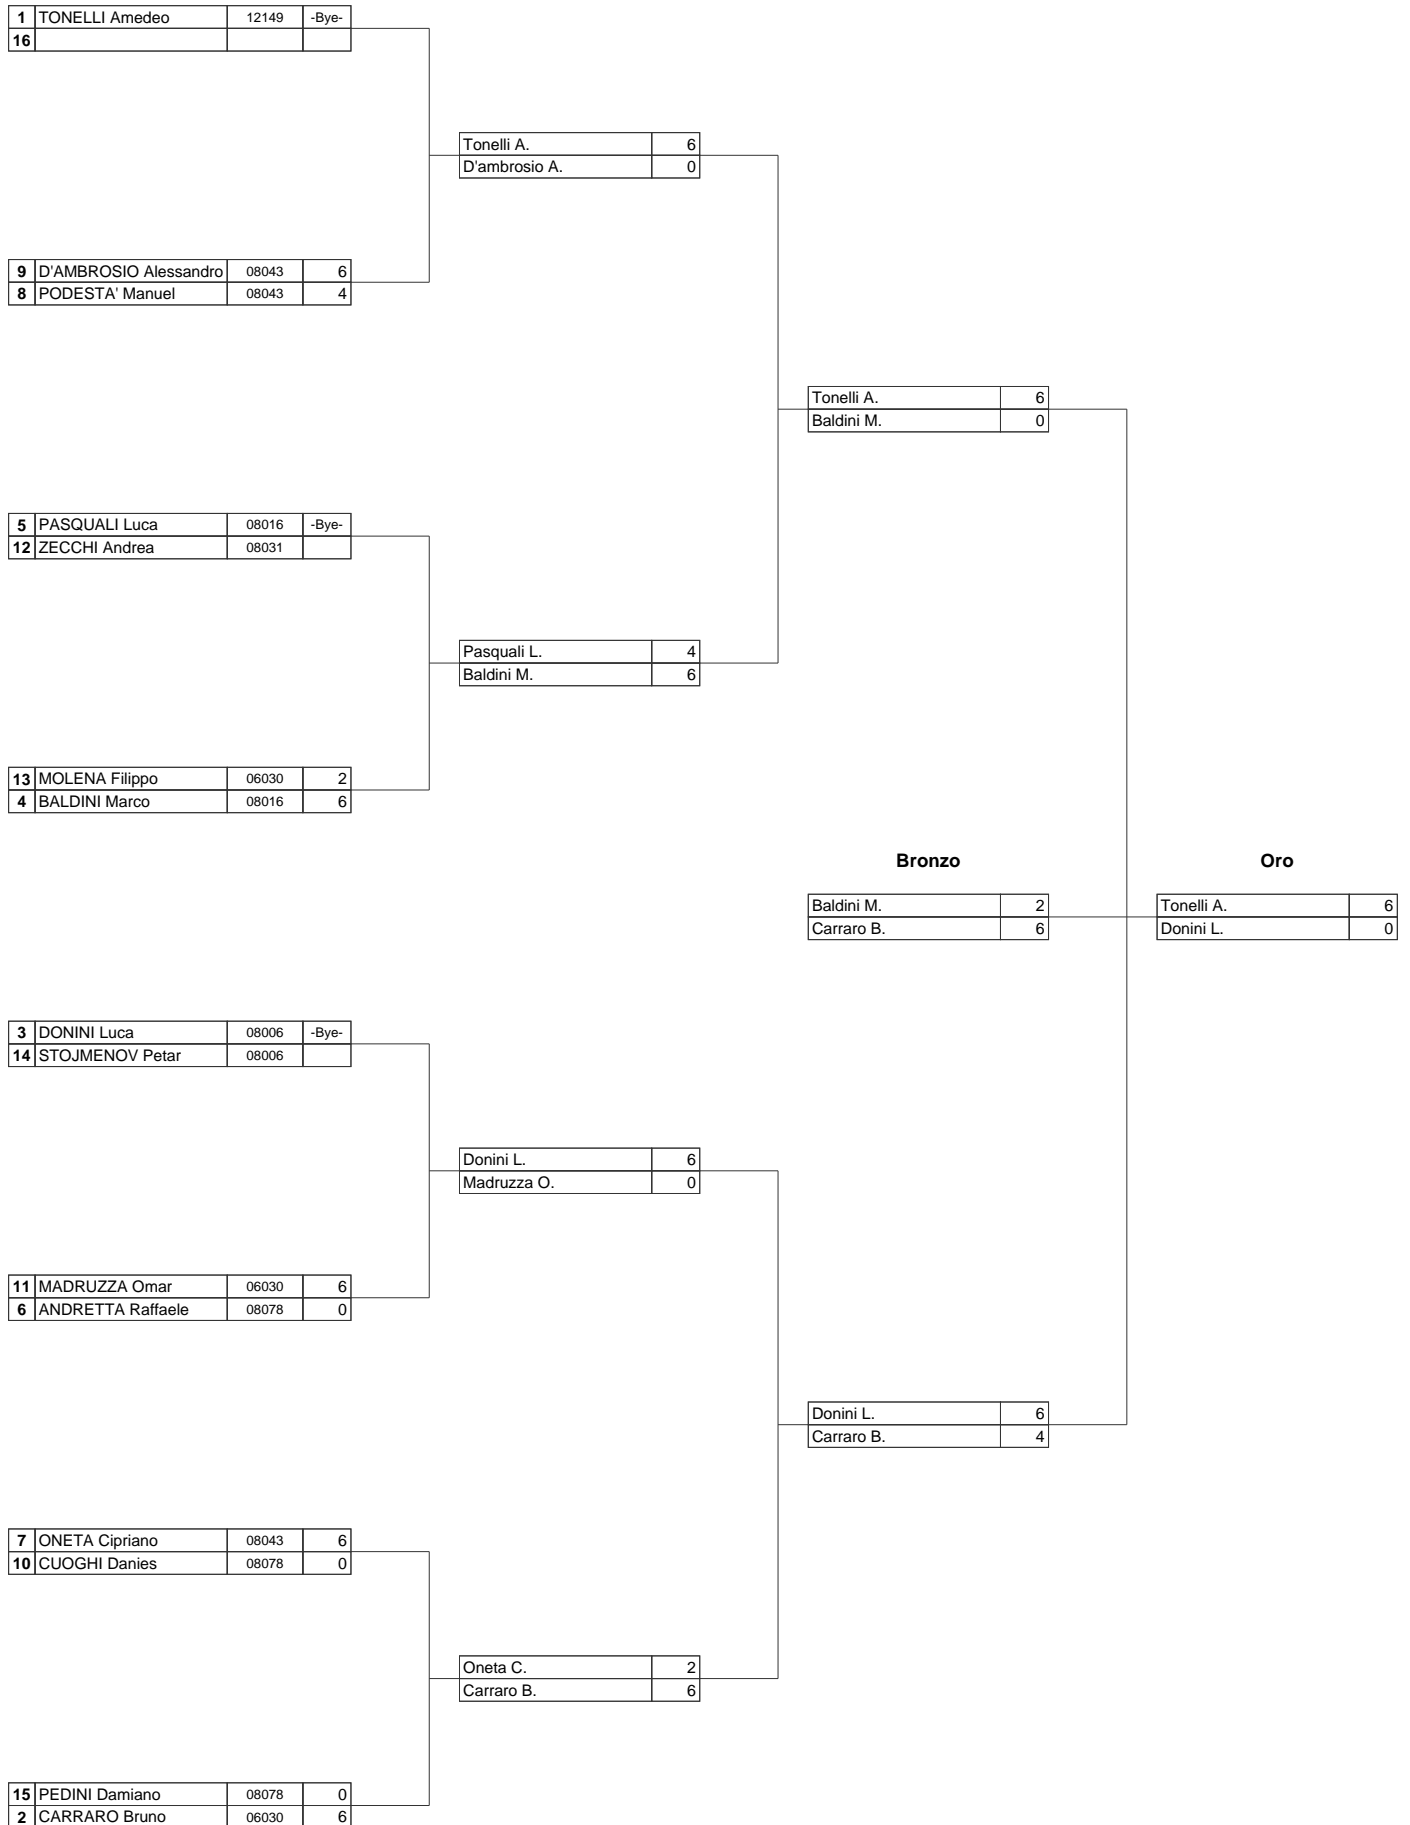 1 TONELLI Amedeo 12149 -Bye-
16
Tonelli A. 6
D'ambrosio A. 0
9 D'AMBROSIO Alessandro 08043 6
8 PODESTA' Manuel 08043 4
Tonelli A. 6
Baldini M. 0
5 PASQUALI Luca 08016 -Bye-
12 ZECCHI Andrea 08031
Pasquali L. 4
Baldini M. 6
13 MOLENA Filippo 06030 2
4 BALDINI Marco 08016 6
Bronzo Oro
Baldini M. 2 Tonelli A. 6
Carraro B. 6 Donini L. 0
3 DONINI Luca 08006 -Bye-
14 STOJMENOV Petar 08006
Donini L. 6
Madruzza O. 0
11 MADRUZZA Omar 06030 6
6 ANDRETTA Raffaele 08078 0
Donini L. 6
Carraro B. 4
7 ONETA Cipriano 08043 6
10 CUOGHI Danies 08078 0
Oneta C. 2
Carraro B. 6
15 PEDINI Damiano 08078 0
2 CARRARO Bruno 06030 6